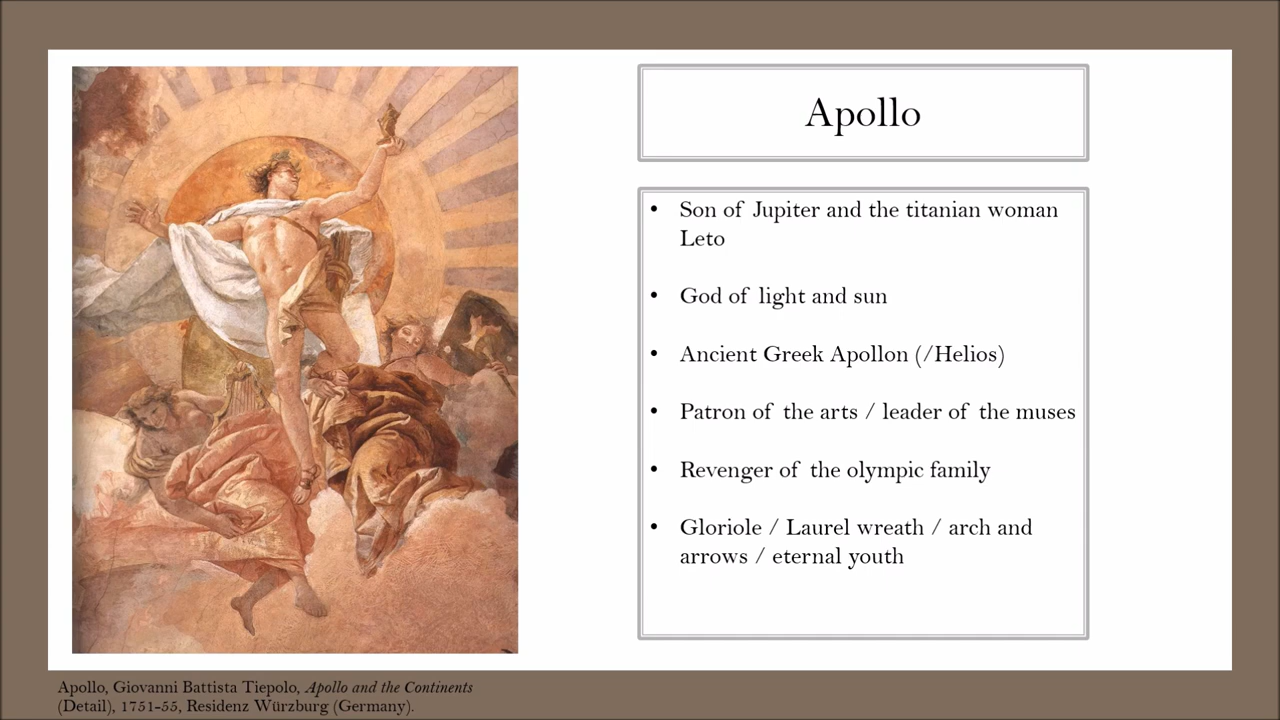 Apollo
• Son of Jupiter and the titanian woman
Leto
• God of light and sun
• Ancient Greek Apollon (/Helios)
• Patron of the arts / leader of the muses
• Revenger of the olympic family
• Gloriole / Laurel wreath / arch and
arrows / eternal youth
Apollo, Giovanni Battista Tiepolo, Apollo and the Continents
(Detail), 1751-55, Residenz Würzburg (Germany).